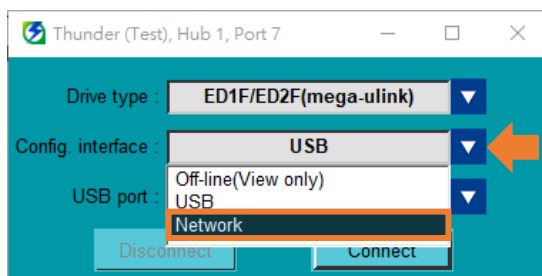 Thunder (Test), Hub 1, Port 7
Drive type : ED1F/ED2F(mega-ulink)
Config. interface : USB
Off-line(View only)
USB port : USB
Network
Disconnect Connect